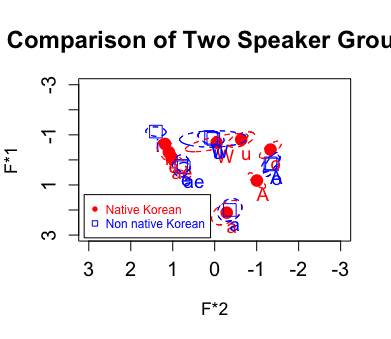 Comparison of Two Speaker Grou
-3
-1
1
3
F*1
W u
o
A
a
ae
Native Korean
Non native Korean
3 2 1 0 -1 -2 -3
F*2